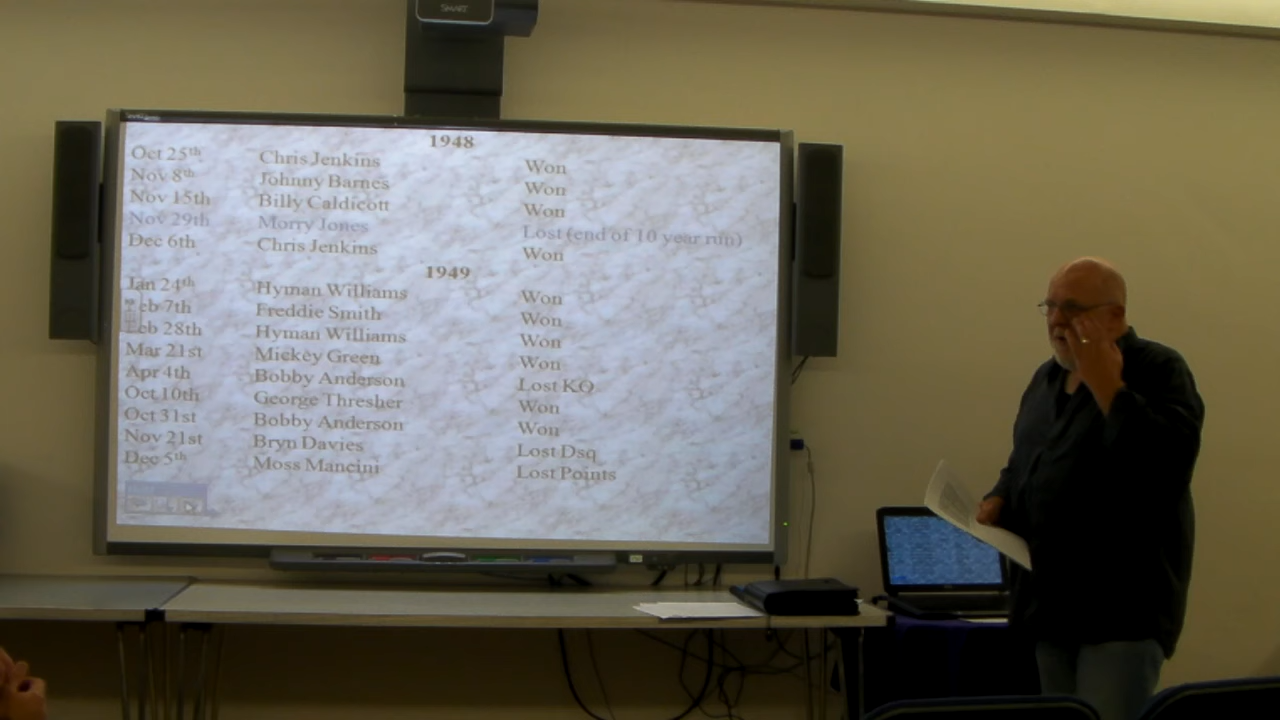 SMART
1948
Oct 25th Chris Jenkins Won
Nov 8th Johnny Barnes Won
Nov 15th Billy Caldicott Won
Nov 29th Morry Jones Lost (end of 10 year run)
Dec 6th Chris Jenkins Won
1949
Jan 24th Hyman Williams Won
Feb 7th Freddie Smith Won
Feb 28th Hyman Williams Won
Mar 21st Mickey Green Won
Apr 4th Bobby Anderson Lost KO
Oct 10th George Thresher Won
Oct 31st Bobby Anderson Won
Nov 21st Bryn Davies Lost Dsq
Dec 5th Moss Mancini Lost Points